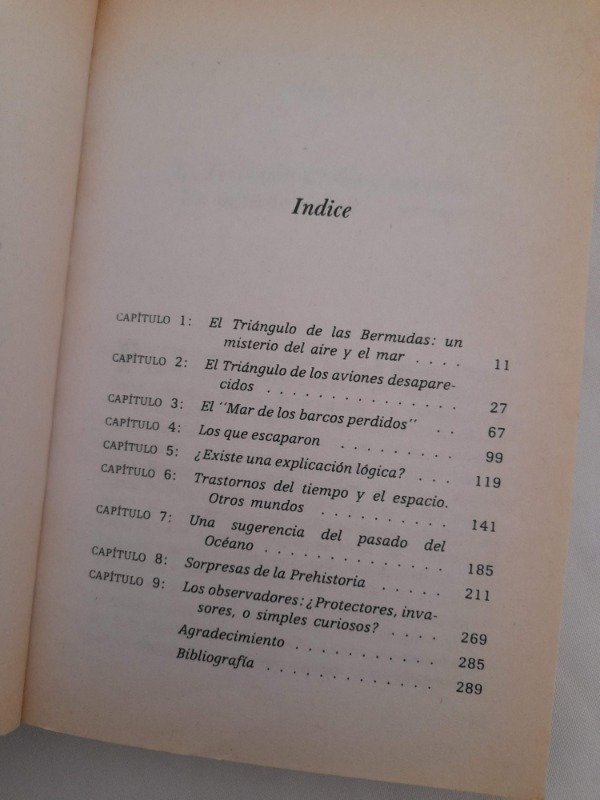 Indice
CAPÍTULO 1: El Triángulo de las Bermudas: un
misterio del aire y el mar . . . . 11
CAPÍTULO 2: El Triángulo de los aviones desapare-
cidos . . . . . . . . . . . . . . 27
CAPÍTULO 3: El "Mar de los barcos perdidos" . . . 67
CAPÍTULO 4: Los que escaparon . . . . . . . . 99
CAPÍTULO 5: ¿Existe una explicación lógica? . . . 119
CAPÍTULO 6: Trastornos del tiempo y el espacio.
Otros mundos . . . . . . . . . 141
CAPÍTULO 7: Una sugerencia del pasado del
Océano . . . . . . . . . . . . 185
CAPÍTULO 8: Sorpresas de la Prehistoria . . . . . 211
CAPÍTULO 9: Los observadores: ¿Protectores, inva-
sores, o simples curiosos? . . . . 269
Agradecimiento . . . . . . . . . . 285
Bibliografía . . . . . . . . . . . . 289